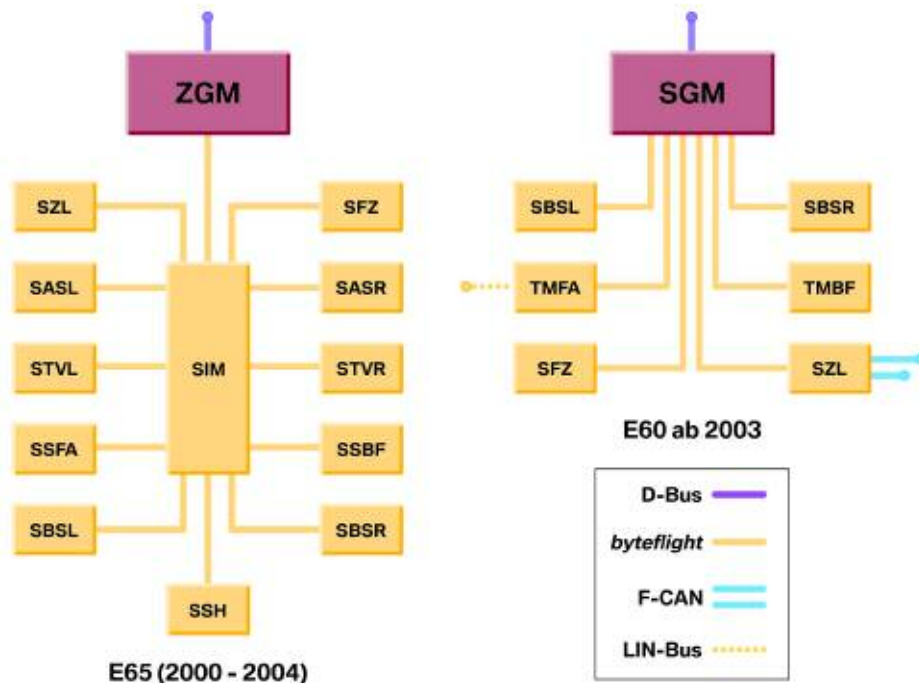 ZGM
SZL
SFZ
SASL
SASR
STVL
SIM
STVR
SSFA
SSBF
SBSL
SBSR
SSH
E65 (2000 - 2004)
SGM
SBSL
SBSR
TMFA
TMBF
SFZ
SZL
E60 ab 2003
D-Bus
byteflight
F-CAN
LIN-Bus